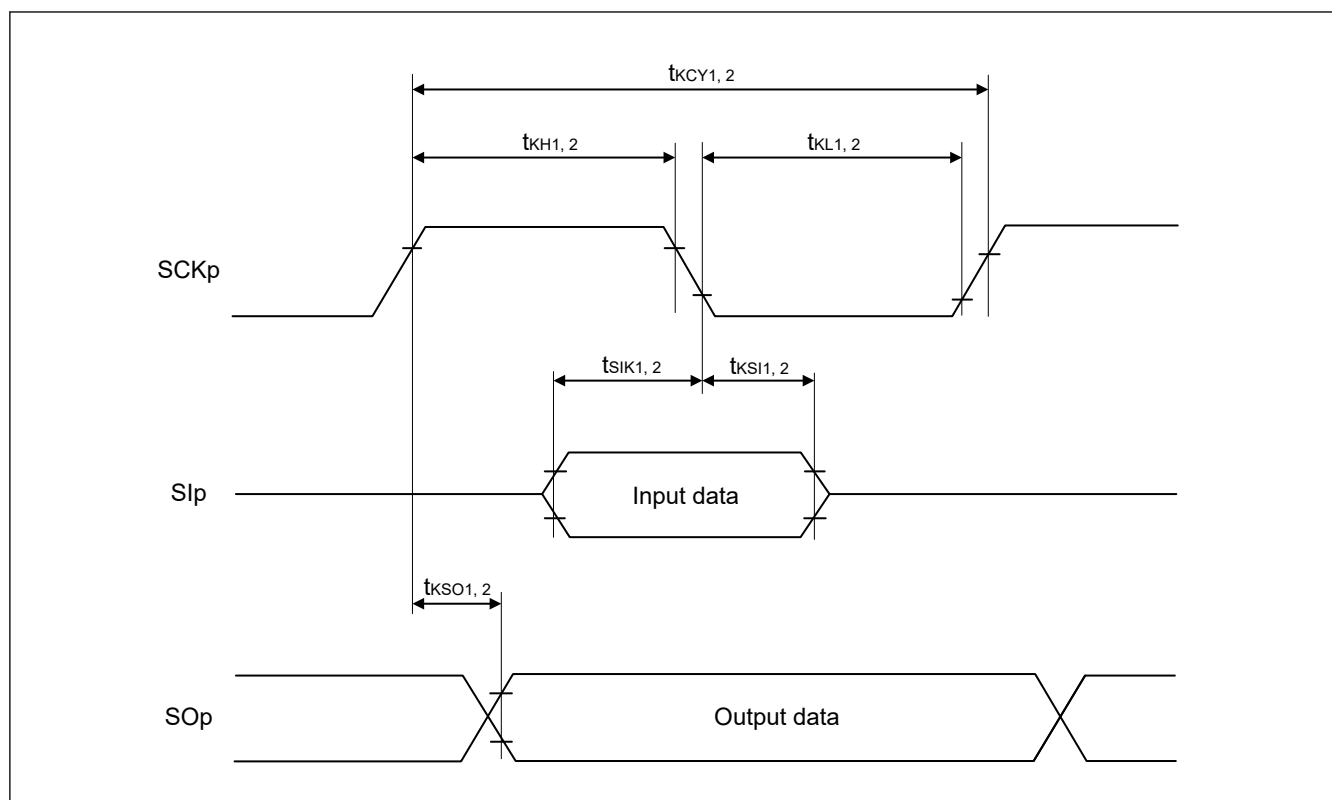 tKCY1, 2
tKH1, 2
tKL1, 2
SCKp
tSIK1, 2
tKSI1, 2
SIp
Input data
tKSO1, 2
SOp
Output data